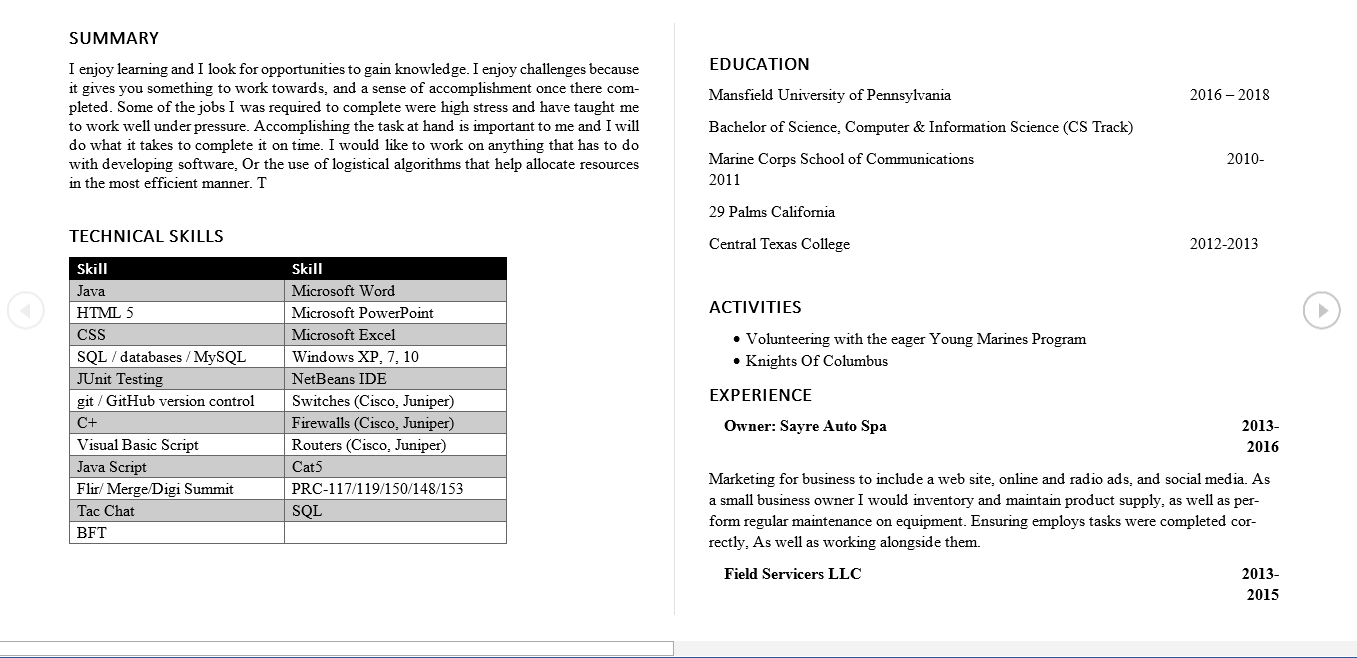 SUMMARY
I enjoy learning and I look for opportunities to gain knowledge. I enjoy challenges because
it gives you something to work towards, and a sense of accomplishment once there com-
pleted. Some of the jobs I was required to complete were high stress and have taught me
to work well under pressure. Accomplishing the task at hand is important to me and I will
do what it takes to complete it on time. I would like to work on anything that has to do
with developing software, Or the use of logistical algorithms that help allocate resources
in the most efficient manner. T
TECHNICAL SKILLS
Skill Skill
Java Microsoft Word
HTML 5 Microsoft PowerPoint
CSS Microsoft Excel
SQL / databases / MySQL Windows XP, 7, 10
JUnit Testing NetBeans IDE
git / GitHub version control Switches (Cisco, Juniper)
C+ Firewalls (Cisco, Juniper)
Visual Basic Script Routers (Cisco, Juniper)
Java Script Cat5
Flir/ Merge/Digi Summit PRC-117/119/150/148/153
Tac Chat SQL
BFT
EDUCATION
Mansfield University of Pennsylvania 2016 – 2018
Bachelor of Science, Computer & Information Science (CS Track)
Marine Corps School of Communications 2010-
2011
29 Palms California
Central Texas College 2012-2013
ACTIVITIES
• Volunteering with the eager Young Marines Program
• Knights Of Columbus
EXPERIENCE
Owner: Sayre Auto Spa 2013-
2016
Marketing for business to include a web site, online and radio ads, and social media. As
a small business owner I would inventory and maintain product supply, as well as per-
form regular maintenance on equipment. Ensuring employs tasks were completed cor-
rectly, As well as working alongside them.
Field Servicers LLC 2013-
2015